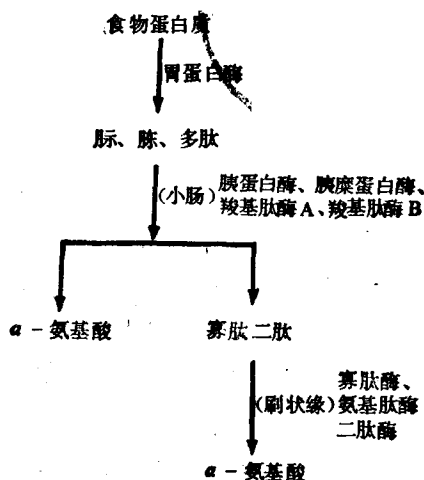 食物蛋白质
胃蛋白酶
䏡、胨、多肽
(小肠)
胰蛋白酶、胰糜蛋白酶、
羧基肽酶A、羧基肽酶B
α-氨基酸
寡肽二肽
(刷状缘)
寡肽酶、
氨基肽酶
二肽酶
α-氨基酸